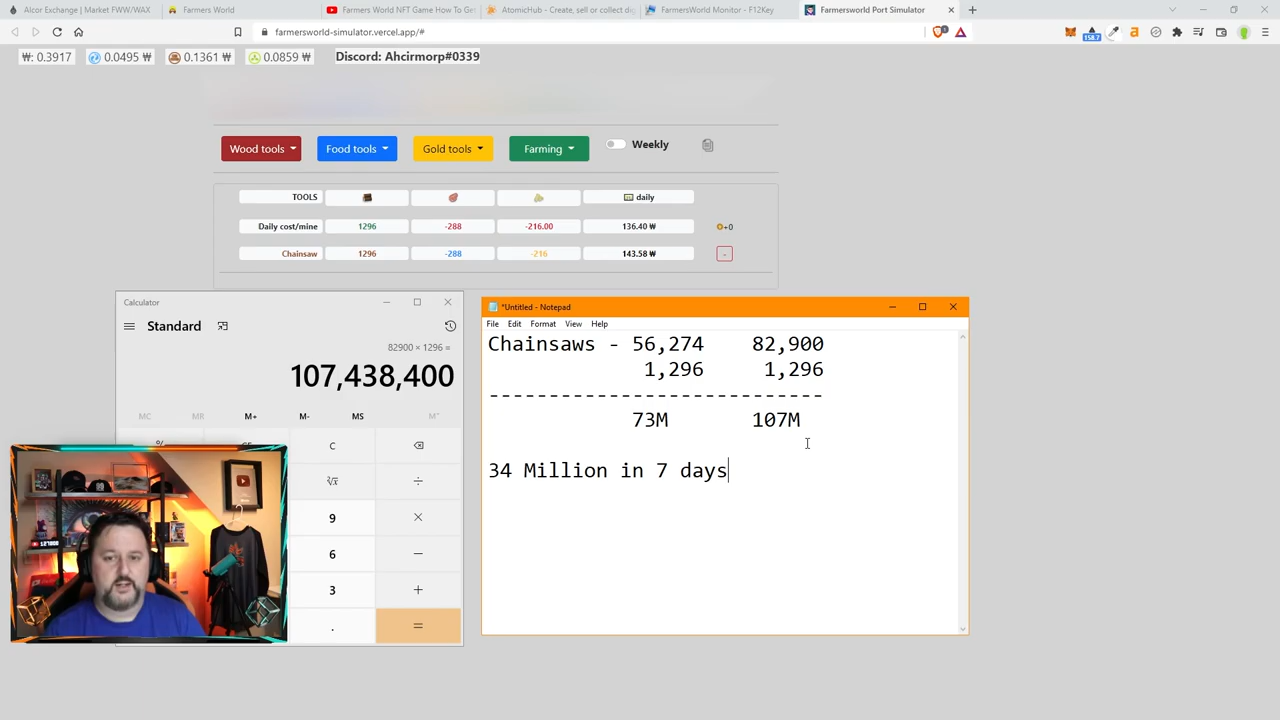 Alcor Exchange | Market FWW/WAX
Farmers World
Farmers World NFT Game How To Ge
AtomicHub - Create, sell or collect di
FarmersWorld Monitor - F12Key
Farmersworld Port Simulator
farmersworld-simulator.vercel.app/#
158.7
₩: 0.3917
0.0495 ₩
0.1361 ₩
0.0859 ₩
Discord: Ahcirmorp#0339
Wood tools
Food tools
Gold tools
Farming
Weekly
TOOLS
daily
Daily cost/mine
1296
-288
-216.00
136.40 ₩
+0
Chainsaw
1296
-288
-216
143.58 ₩
-
Calculator
Standard
82900 × 1296 =
107,438,400
MC
MR
M+
M-
MS
M˅
%
C
9
6
3
.
÷
×
−
+
=
*Untitled - Notepad
File Edit Format View Help
Chainsaws - 56,274 82,900
1,296 1,296
----------------------------
73M 107M
34 Million in 7 days